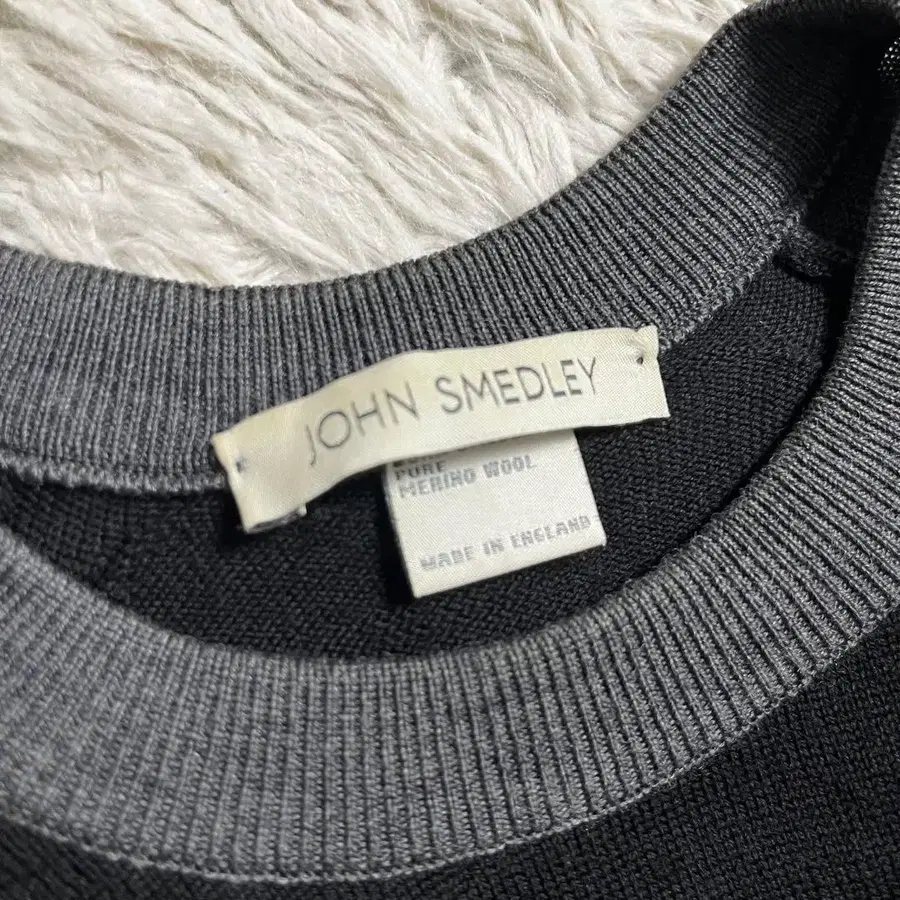 JOHN SMEDLEY
PURE
MERINO WOOL
MADE IN ENGLAND